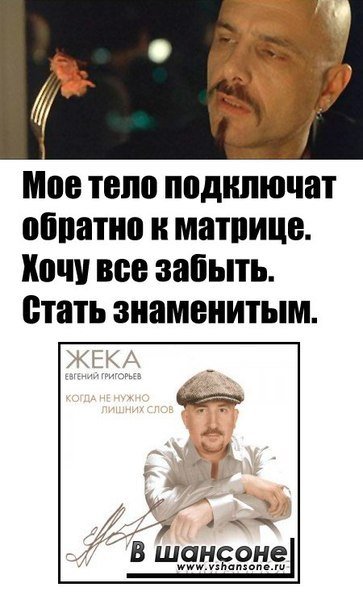 Мое тело подключат
обратно к матрице.
Хочу все забыть.
Стать знаменитым.
ЖЕКА
ЕВГЕНИЙ ГРИГОРЬЕВ
КОГДА НЕ НУЖНО
ЛИШНИХ СЛОВ
В шансоне
www.vshansone.ru